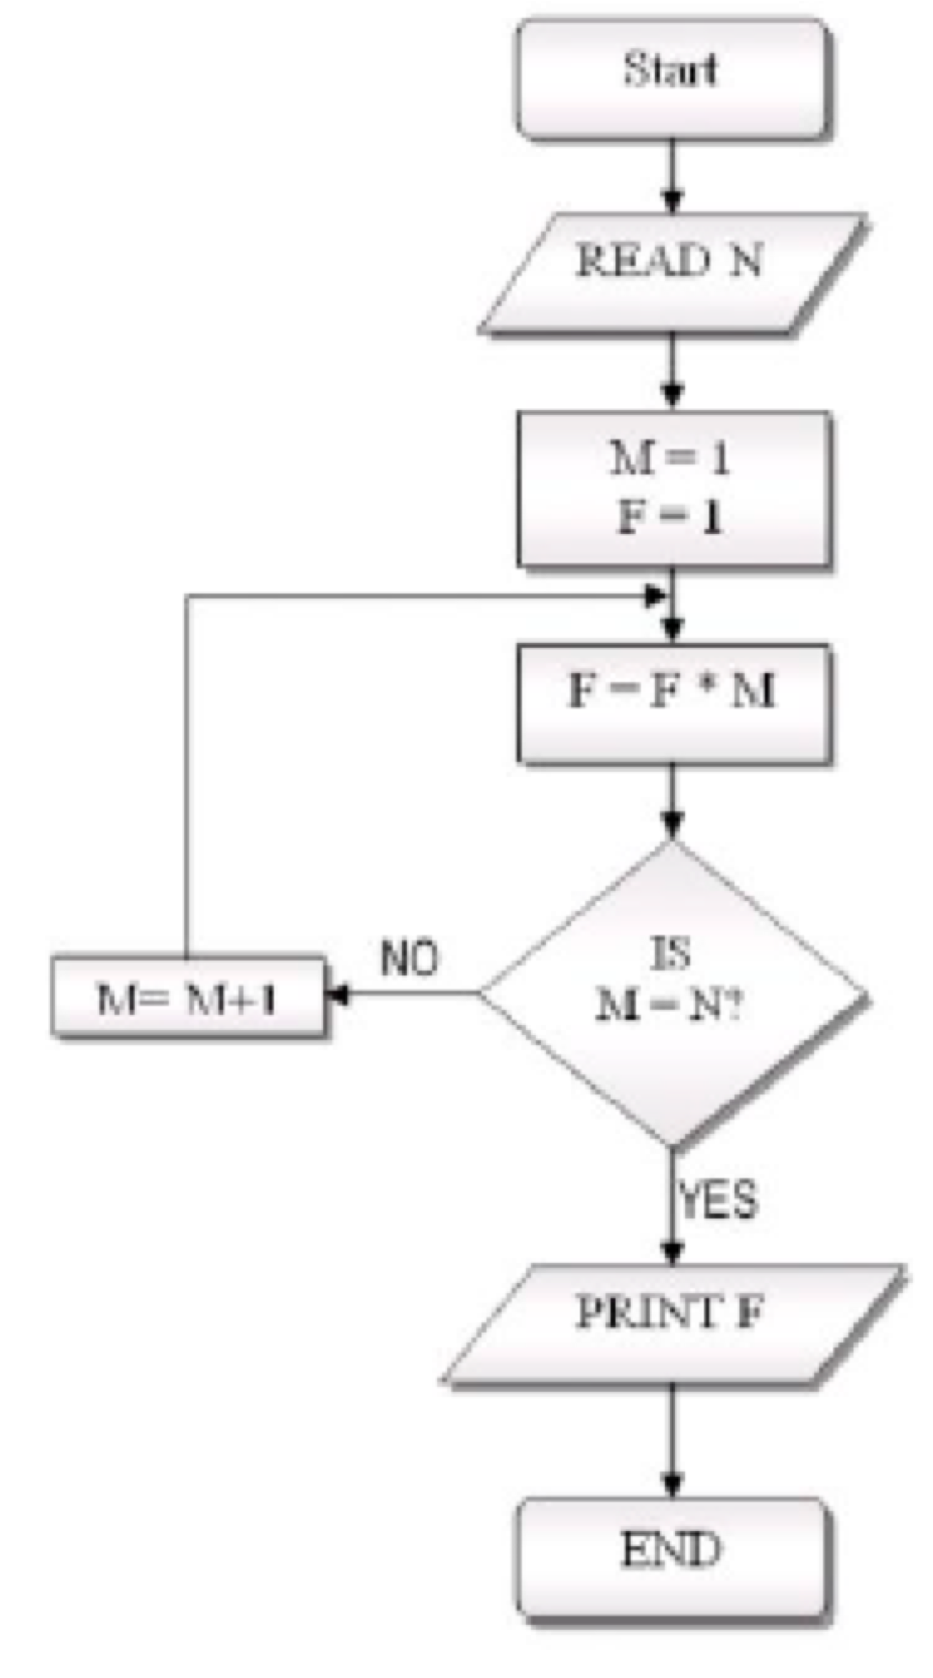 Start
READ N
M = 1
F = 1
F = F * M
IS
M = N?
NO
M= M+1
YES
PRINT F
END